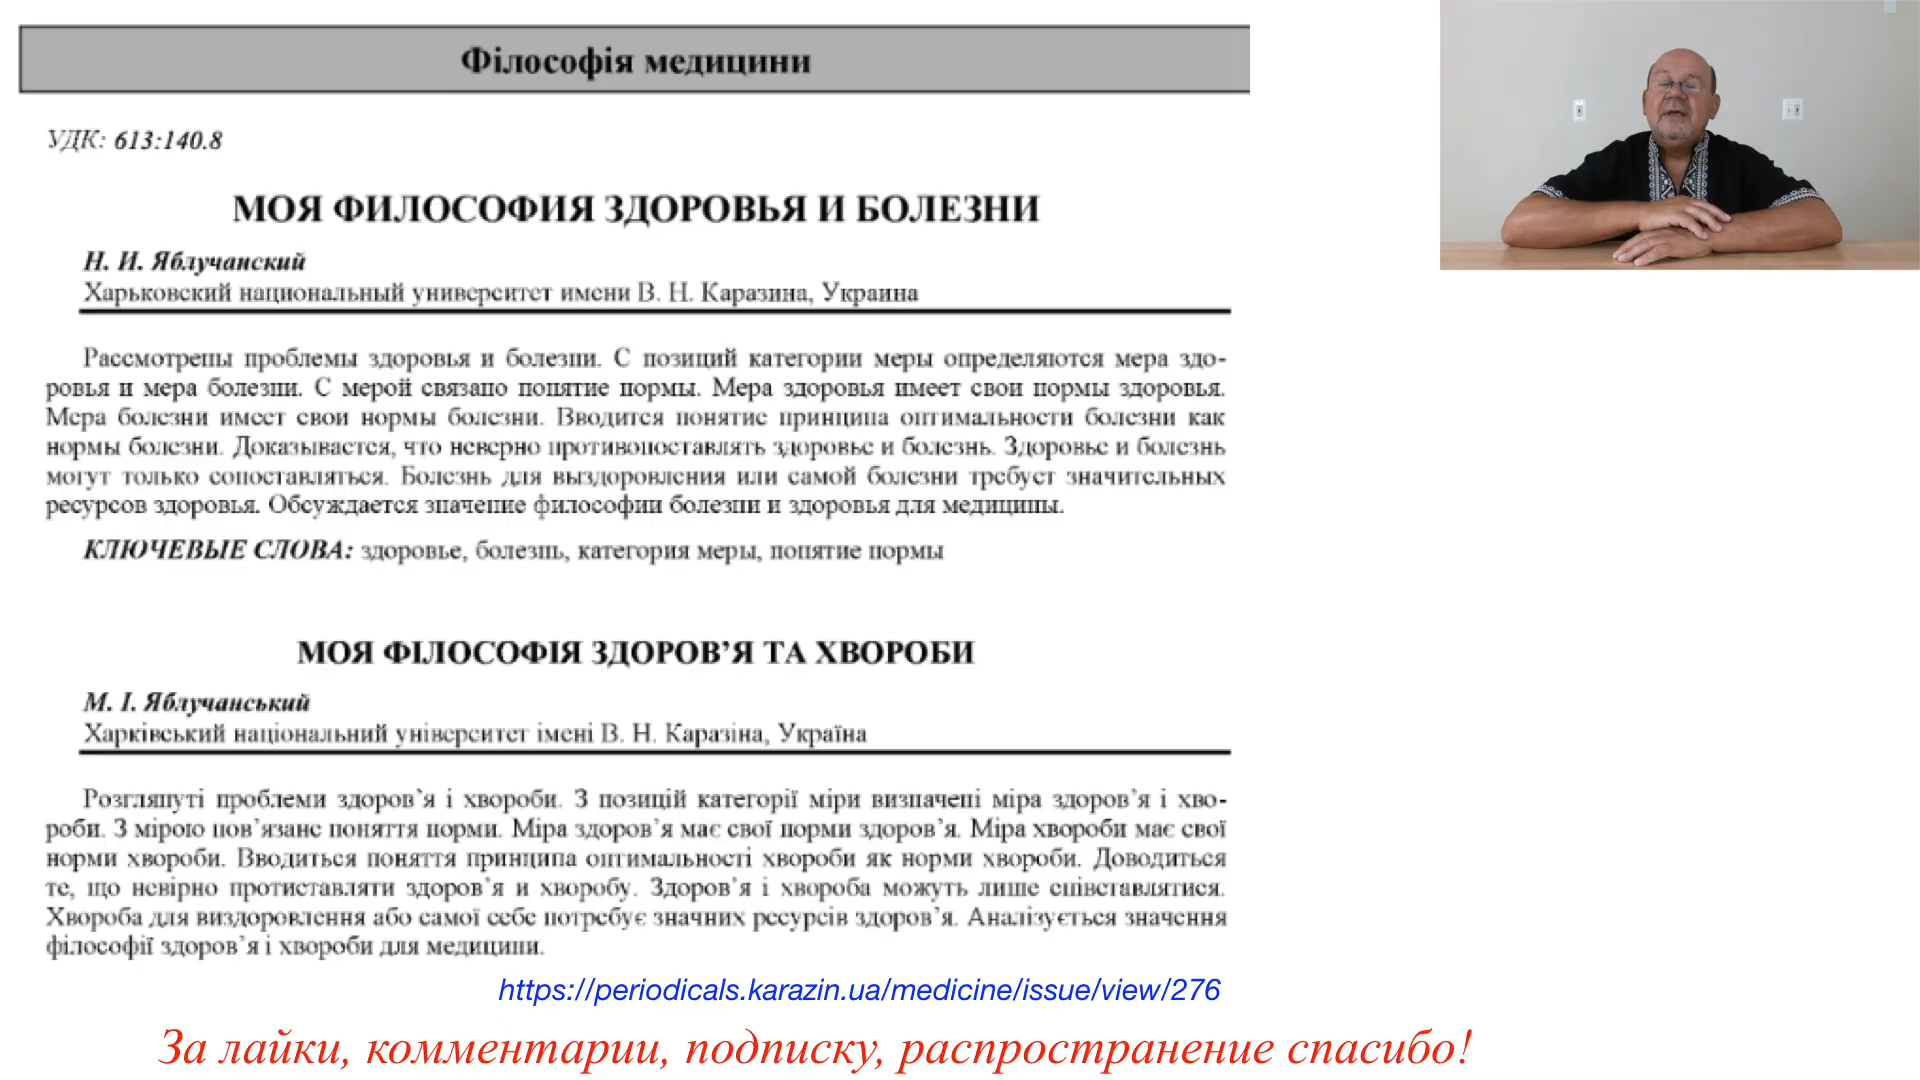 Філософія медицини
УДК: 613:140.8
МОЯ ФИЛОСОФИЯ ЗДОРОВЬЯ И БОЛЕЗНИ
Н. И. Яблучанский
Харьковский национальный университет имени В. Н. Каразина, Украина
Рассмотрены проблемы здоровья и болезни. С позиций категории меры определяются мера здо-
ровья и мера болезни. С мерой связано понятие нормы. Мера здоровья имеет свои нормы здоровья.
Мера болезни имеет свои нормы болезни. Вводится понятие принципа оптимальности болезни как
нормы болезни. Доказывается, что неверно противопоставлять здоровье и болезнь. Здоровье и болезнь
могут только сопоставляться. Болезнь для выздоровления или самой болезни требует значительных
ресурсов здоровья. Обсуждается значение философии болезни и здоровья для медицины.
КЛЮЧЕВЫЕ СЛОВА: здоровье, болезнь, категория меры, понятие нормы
МОЯ ФІЛОСОФІЯ ЗДОРОВ’Я ТА ХВОРОБИ
М. І. Яблучанський
Харківський національний університет імені В. Н. Каразіна, Україна
Розглянуті проблеми здоров’я і хвороби. З позицій категорії міри визначені міра здоров’я і хво-
роби. З мірою пов’язане поняття норми. Міра здоров’я має свої норми здоров’я. Міра хвороби має свої
норми хвороби. Вводиться поняття принципа оптимальності хвороби як норми хвороби. Доводиться
те, що невірно протиставляти здоров’я и хворобу. Здоров’я і хвороба можуть лише співставлятися.
Хвороба для виздоровлення або самої себе потребує значних ресурсів здоров’я. Аналізується значення
філософії здоров’я і хвороби для медицини.
https://periodicals.karazin.ua/medicine/issue/view/276
За лайки, комментарии, подписку, распространение спасибо!